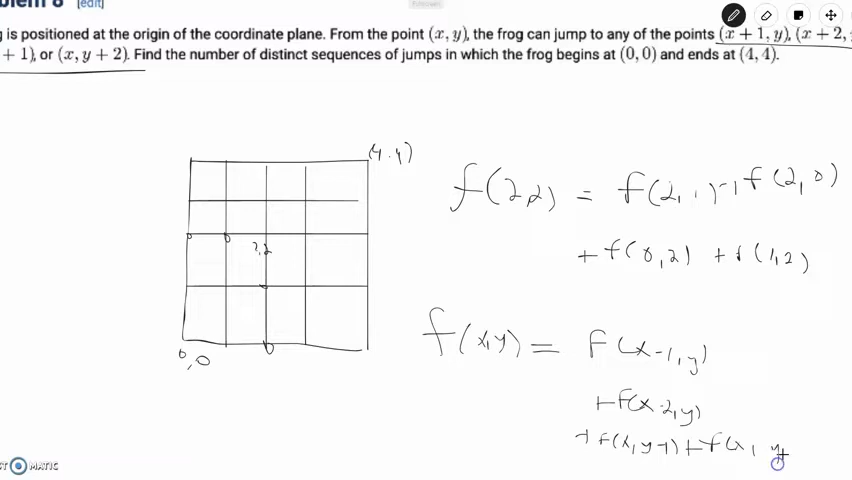 [edit]
is positioned at the origin of the coordinate plane. From the point (x, y), the frog can jump to any of the points (x + 1, y), (x + 2,
+ 1), or (x, y + 2). Find the number of distinct sequences of jumps in which the frog begins at (0, 0) and ends at (4, 4).
(4,4)
f(2,2) = f(2,1) + f(2,0)
+ f(0,2) + f(1,2)
2,2
f(x,y) = f(x-1,y)
0,0
+f(x-2,y)
+f(x,y-1)+f(x, y
MATIC